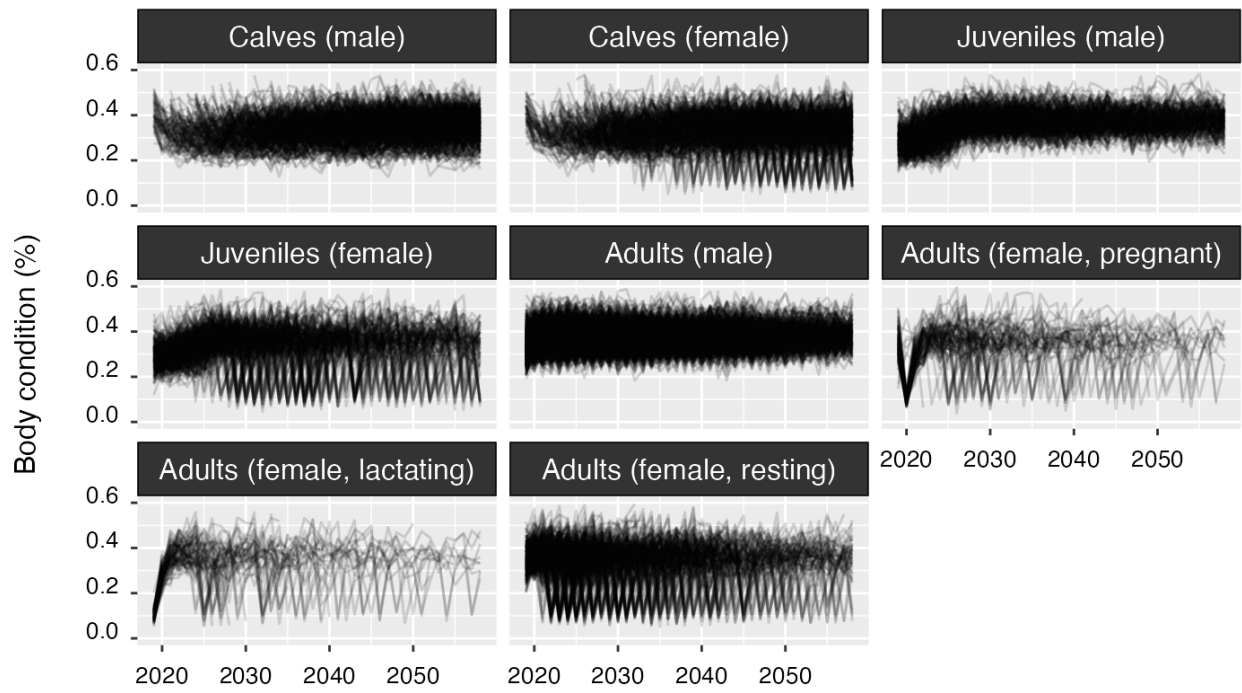 Calves (male)
Calves (female)
Juveniles (male)
0.6
0.4
0.2
0.0
Juveniles (female)
Adults (male)
Adults (female, pregnant)
0.6
0.4
0.2
0.0
Body condition (%)
2020 2030 2040 2050
Adults (female, lactating)
Adults (female, resting)
0.6
0.4
0.2
0.0
2020 2030 2040 2050
2020 2030 2040 2050